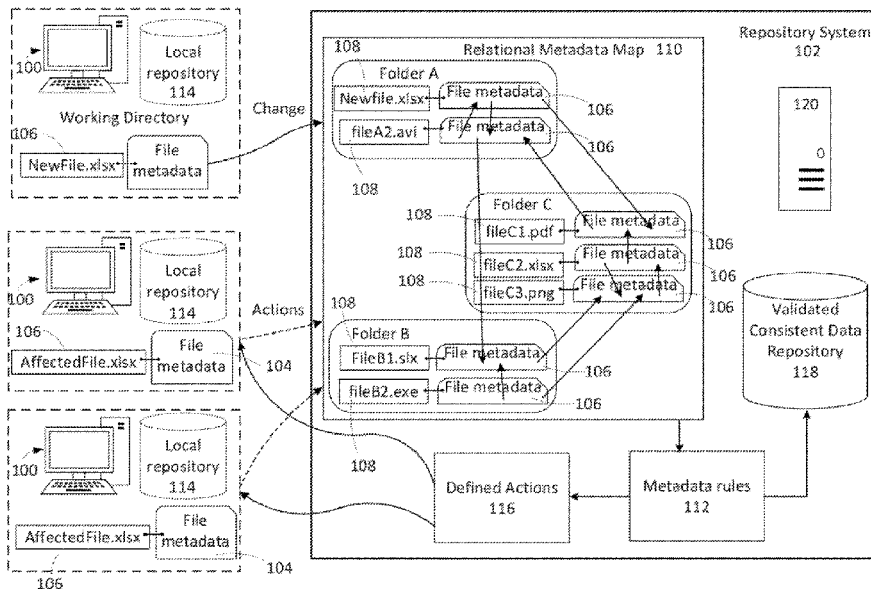 100
Local
repository
114
Working Directory
106
NewFile.xlsx
File
metadata
Change
100
Local
repository
114
106
AffectedFile.xlsx
File
metadata
104
Actions
100
Local
repository
114
AffectedFile.xlsx
File
metadata
106
104
Relational Metadata Map 110
108
Folder A
Newfile.xlsx
File metadata
106
fileA2.avi
File metadata
106
108
Folder C
108
fileC1.pdf
File metadata
106
108
fileC2.xlsx
File metadata
106
108
fileC3.png
File metadata
106
108
Folder B
FileB1.slx
File metadata
106
fileB2.exe
File metadata
106
108
Repository System
102
120
0
Validated
Consistent Data
Repository
118
Defined Actions
116
Metadata rules
112